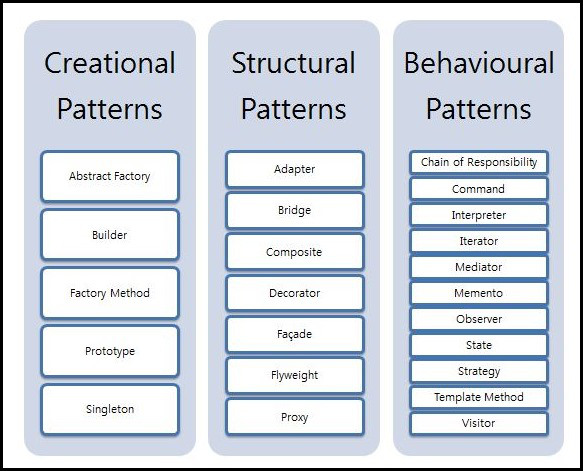 Creational
Patterns
Abstract Factory
Builder
Factory Method
Prototype
Singleton
Structural
Patterns
Adapter
Bridge
Composite
Decorator
Façade
Flyweight
Proxy
Behavioural
Patterns
Chain of Responsibility
Command
Interpreter
Iterator
Mediator
Memento
Observer
State
Strategy
Template Method
Visitor